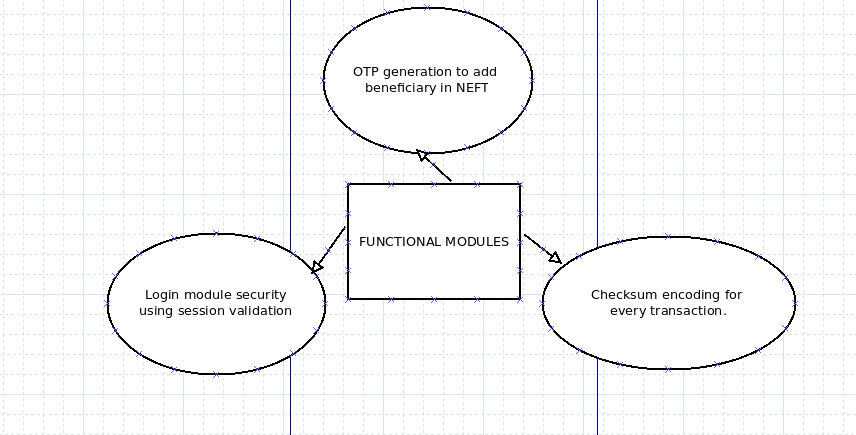 OTP generation to add
beneficiary in NEFT
FUNCTIONAL MODULES
Login module security
using session validation
Checksum encoding for
every transaction.